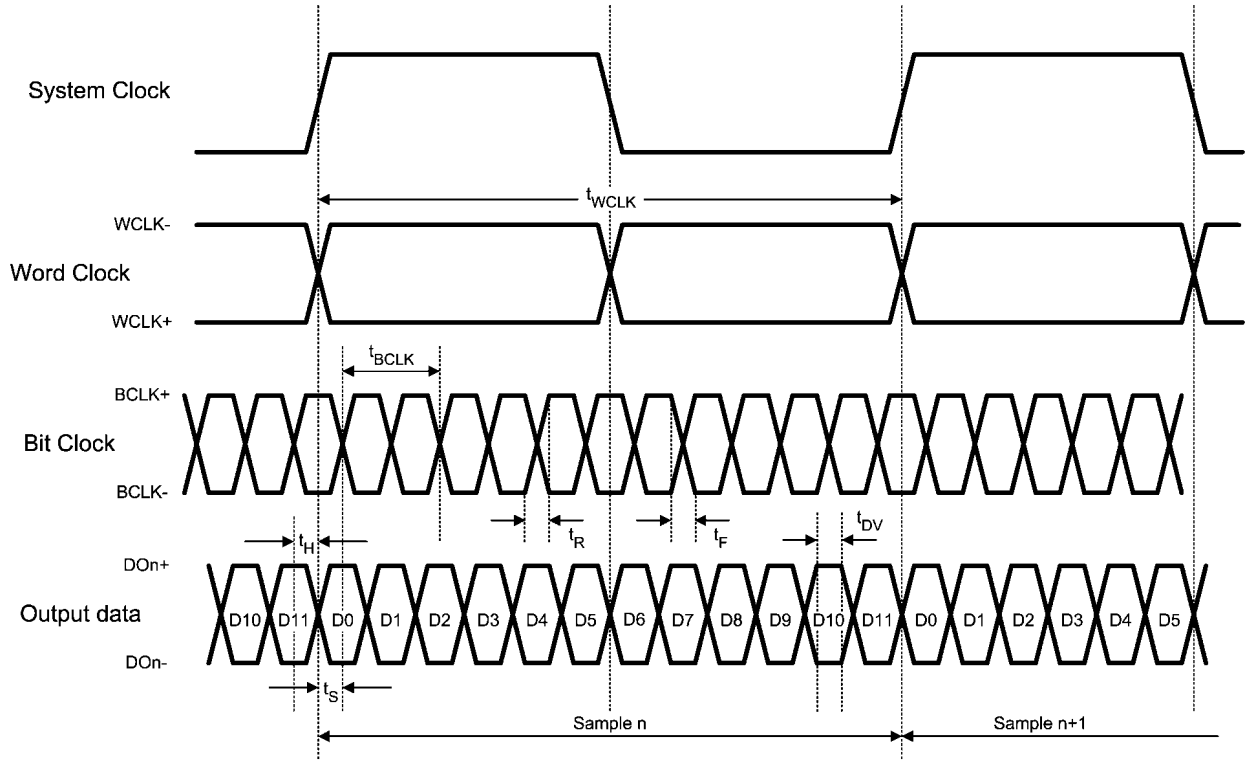 System Clock
tWCLK
WCLK-
Word Clock
WCLK+
tBCLK
BCLK+
Bit Clock
BCLK-
tH
tR
tF
tDV
DOn+
Output data
D10 D11 D0 D1 D2 D3 D4 D5 D6 D7 D8 D9 D10 D11 D0 D1 D2 D3 D4 D5
DOn-
tS
Sample n
Sample n+1